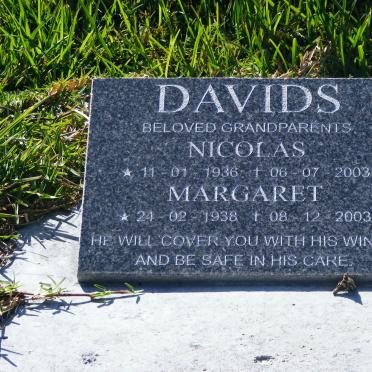 DAVIDS
BELOVED GRANDPARENTS
NICOLAS
★ 11-01-1936 ✝ 06-07-2003
MARGARET
★ 24-02-1938 ✝ 08-12-2003
HE WILL COVER YOU WITH HIS WIN
AND BE SAFE IN HIS CARE.